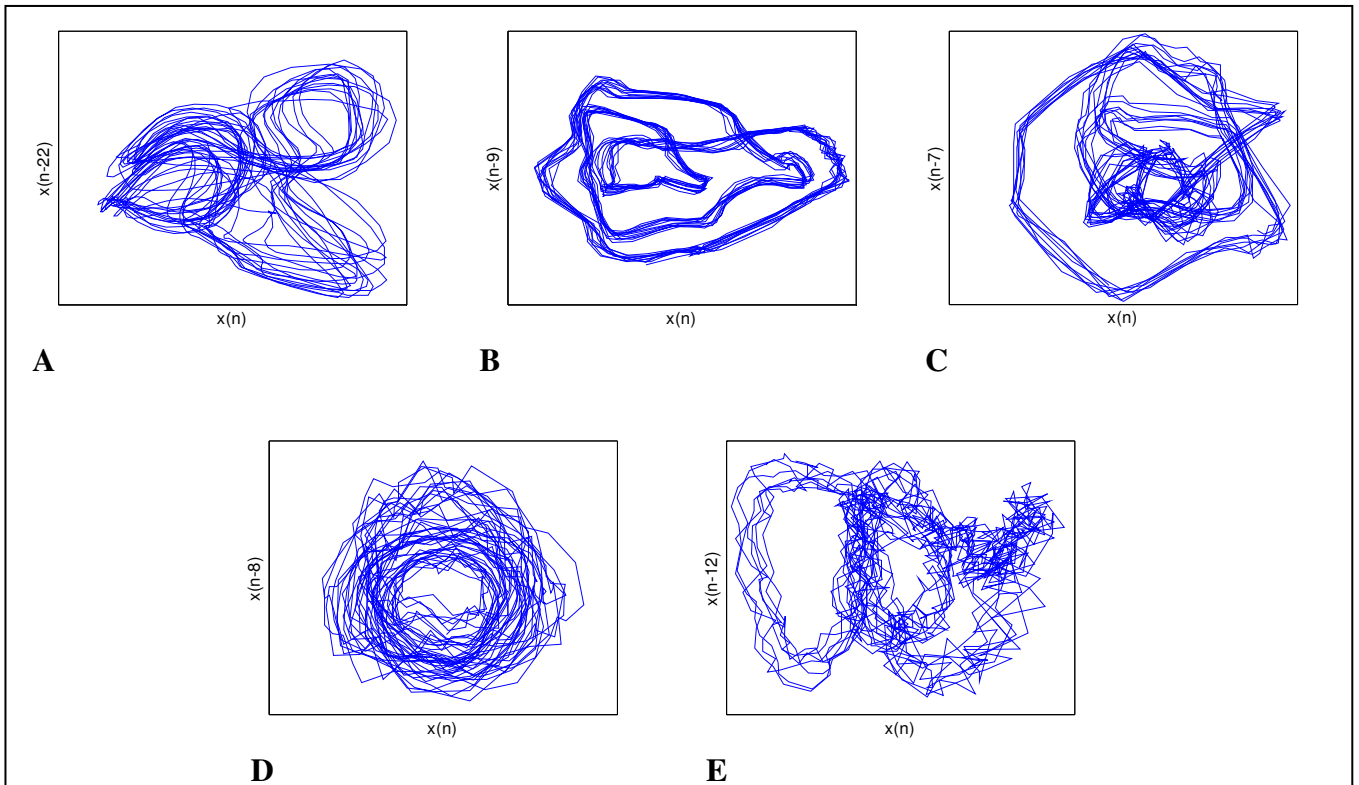 x(n-22)
x(n)
A
x(n-9)
x(n)
B
x(n-7)
x(n)
C
x(n-8)
x(n)
D
x(n-12)
x(n)
E